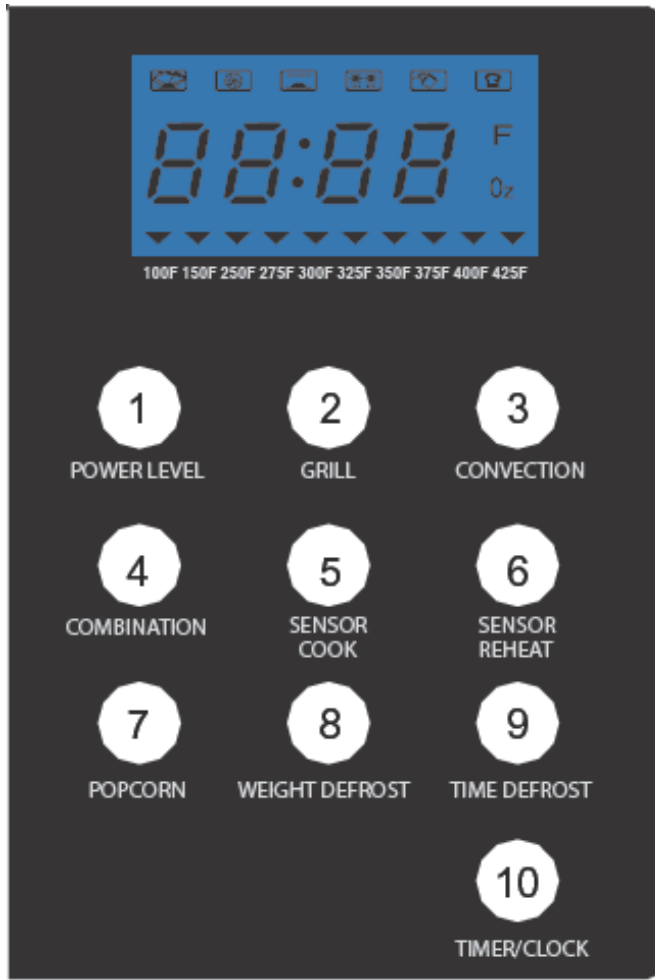 88:88
F
Oz
100F 150F 250F 275F 300F 325F 350F 375F 400F 425F
1 2 3
POWER LEVEL GRILL CONVECTION
4 5 6
COMBINATION SENSOR COOK SENSOR REHEAT
7 8 9
POPCORN WEIGHT DEFROST TIME DEFROST
10
TIMER/CLOCK